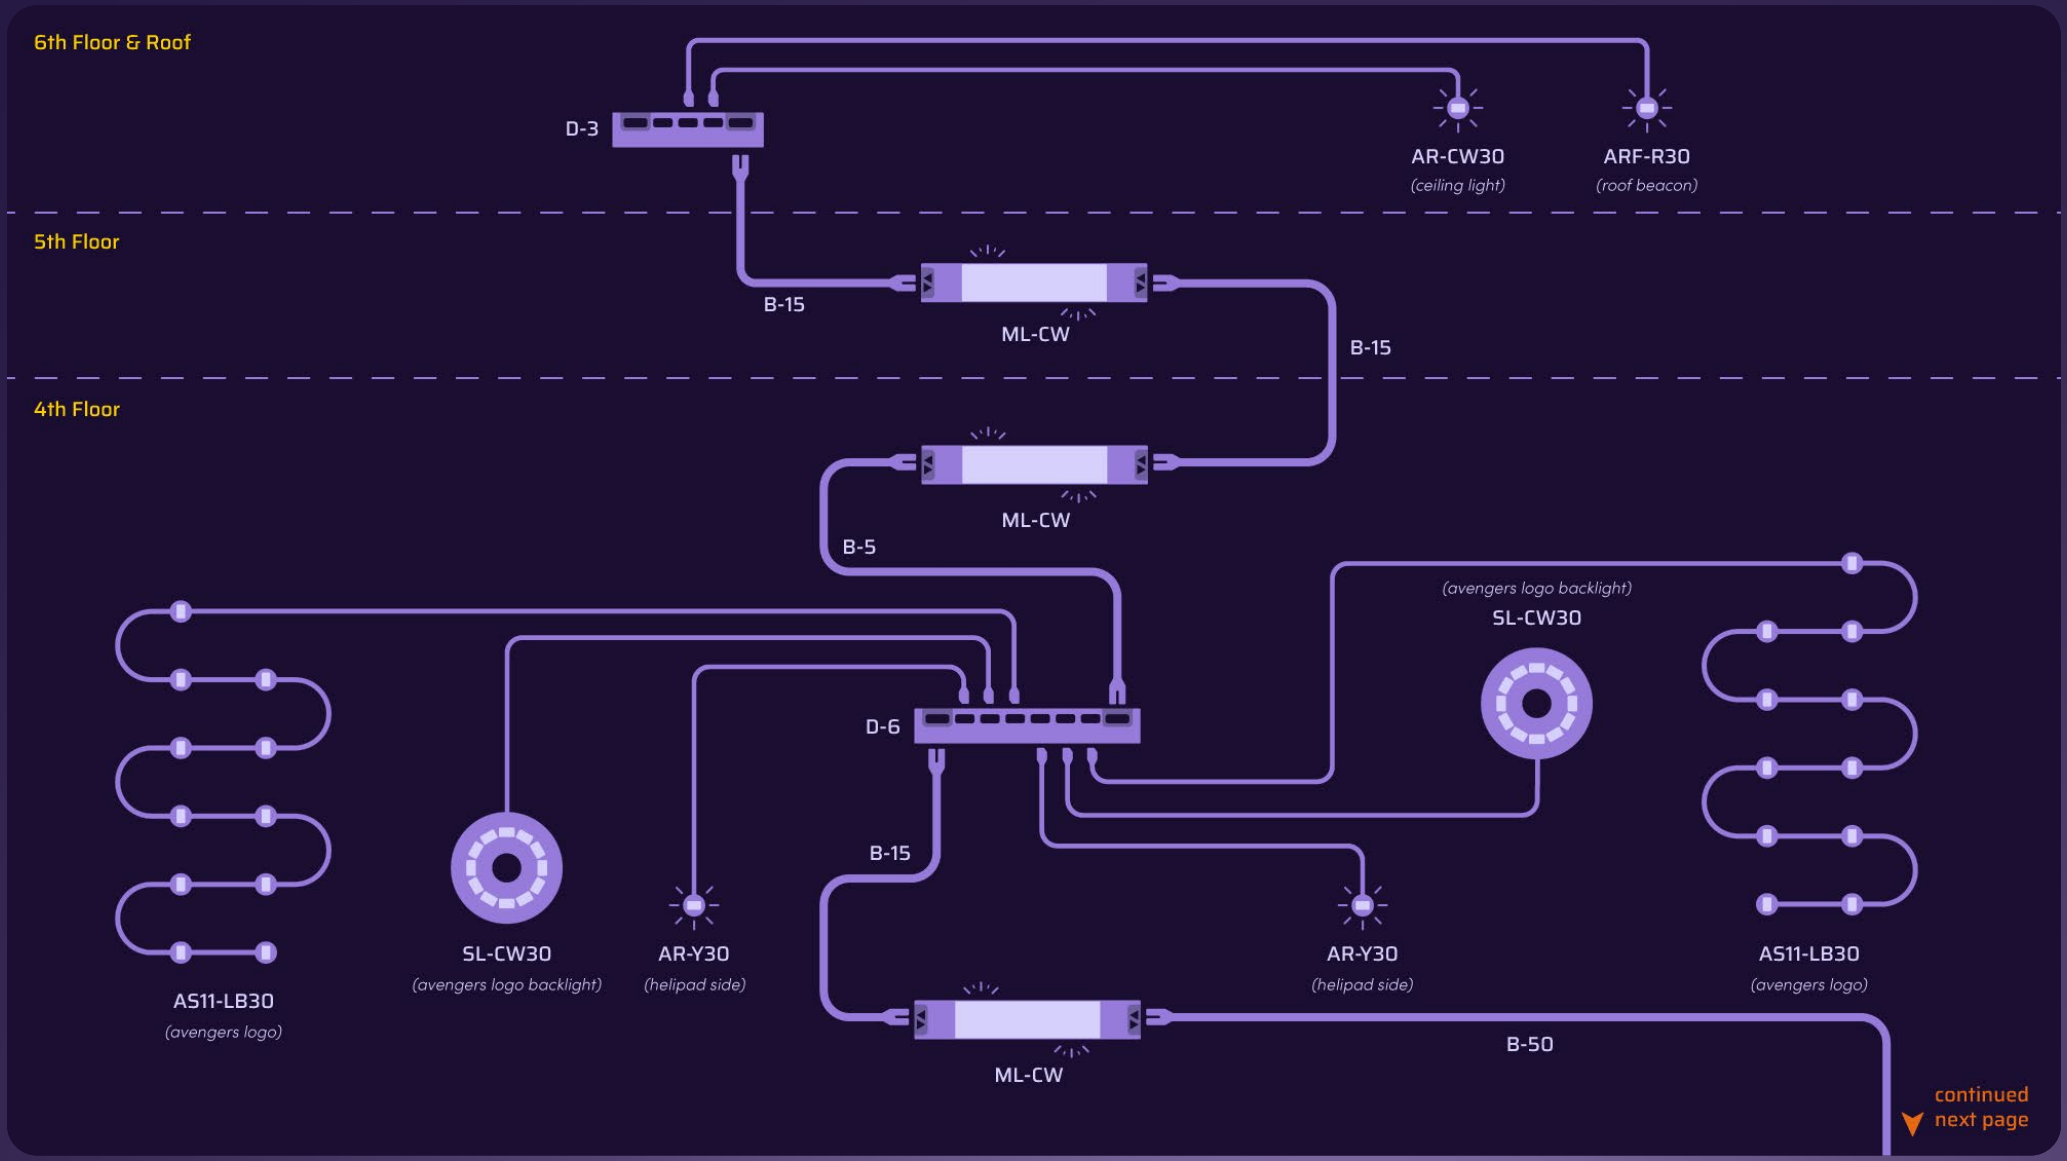 6th Floor & Roof
D-3
AR-CW30
(ceiling light)
ARF-R30
(roof beacon)
5th Floor
B-15
ML-CW
B-15
4th Floor
ML-CW
B-5
(avengers logo backlight)
SL-CW30
D-6
B-15
SL-CW30
(avengers logo backlight)
AR-Y30
(helipad side)
AR-Y30
(helipad side)
AS11-LB30
(avengers logo)
AS11-LB30
(avengers logo)
B-50
ML-CW
continued
next page